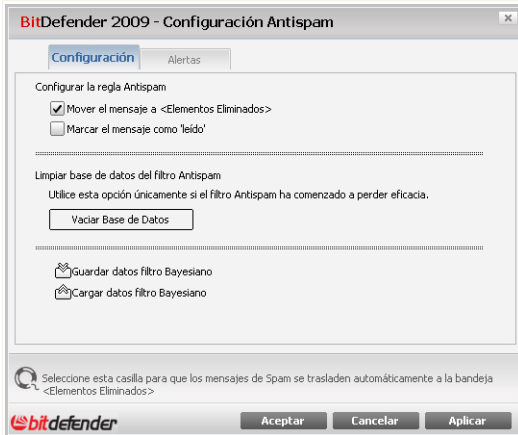 BitDefender 2009 - Configuración Antispam
Configuración
Alertas
Configurar la regla Antispam
Mover el mensaje a <Elementos Eliminados>
Marcar el mensaje como 'leído'
Limpiar base de datos del filtro Antispam
Utilice esta opción únicamente si el filtro Antispam ha comenzado a perder eficacia.
Vaciar Base de Datos
Guardar datos filtro Bayesiano
Cargar datos filtro Bayesiano
Seleccione esta casilla para que los mensajes de Spam se trasladen automáticamente a la bandeja
<Elementos Eliminados>
bitdefender
Aceptar
Cancelar
Aplicar